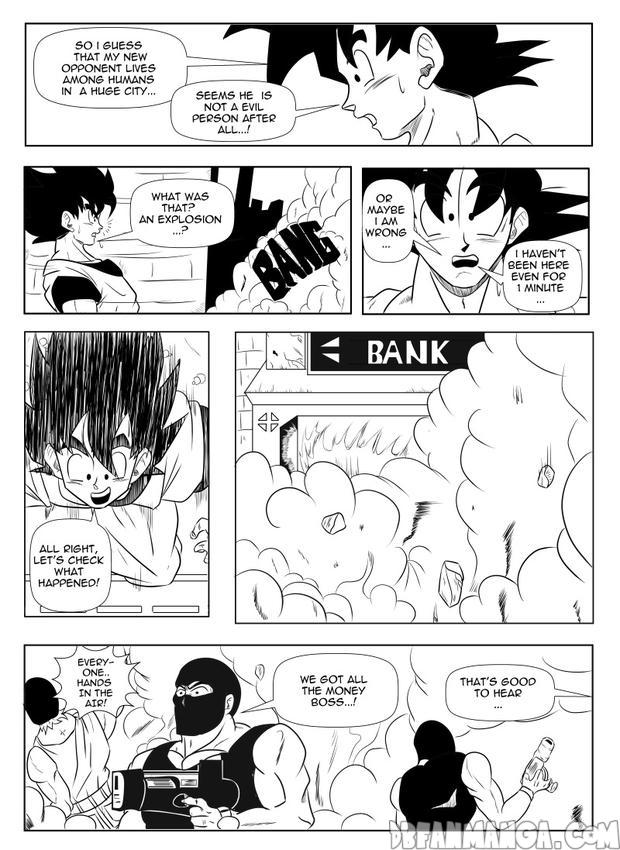 SO I GUESS
THAT MY NEW
OPPONENT LIVES
AMONG HUMANS
IN A HUGE CITY...
SEEMS HE IS
NOT A EVIL
PERSON AFTER
ALL...!
WHAT WAS
THAT?
AN EXPLOSION
...?
BANG
OR
MAYBE
I AM
WRONG
...
I HAVEN'T
BEEN HERE
EVEN FOR
1 MINUTE
...
ALL RIGHT,
LET'S CHECK
WHAT
HAPPENED!
BANK
EVERY-
ONE..
HANDS
IN THE
AIR!
WE GOT ALL
THE MONEY
BOSS...!
THAT'S GOOD
TO HEAR
...
DBFANMANGA.COM